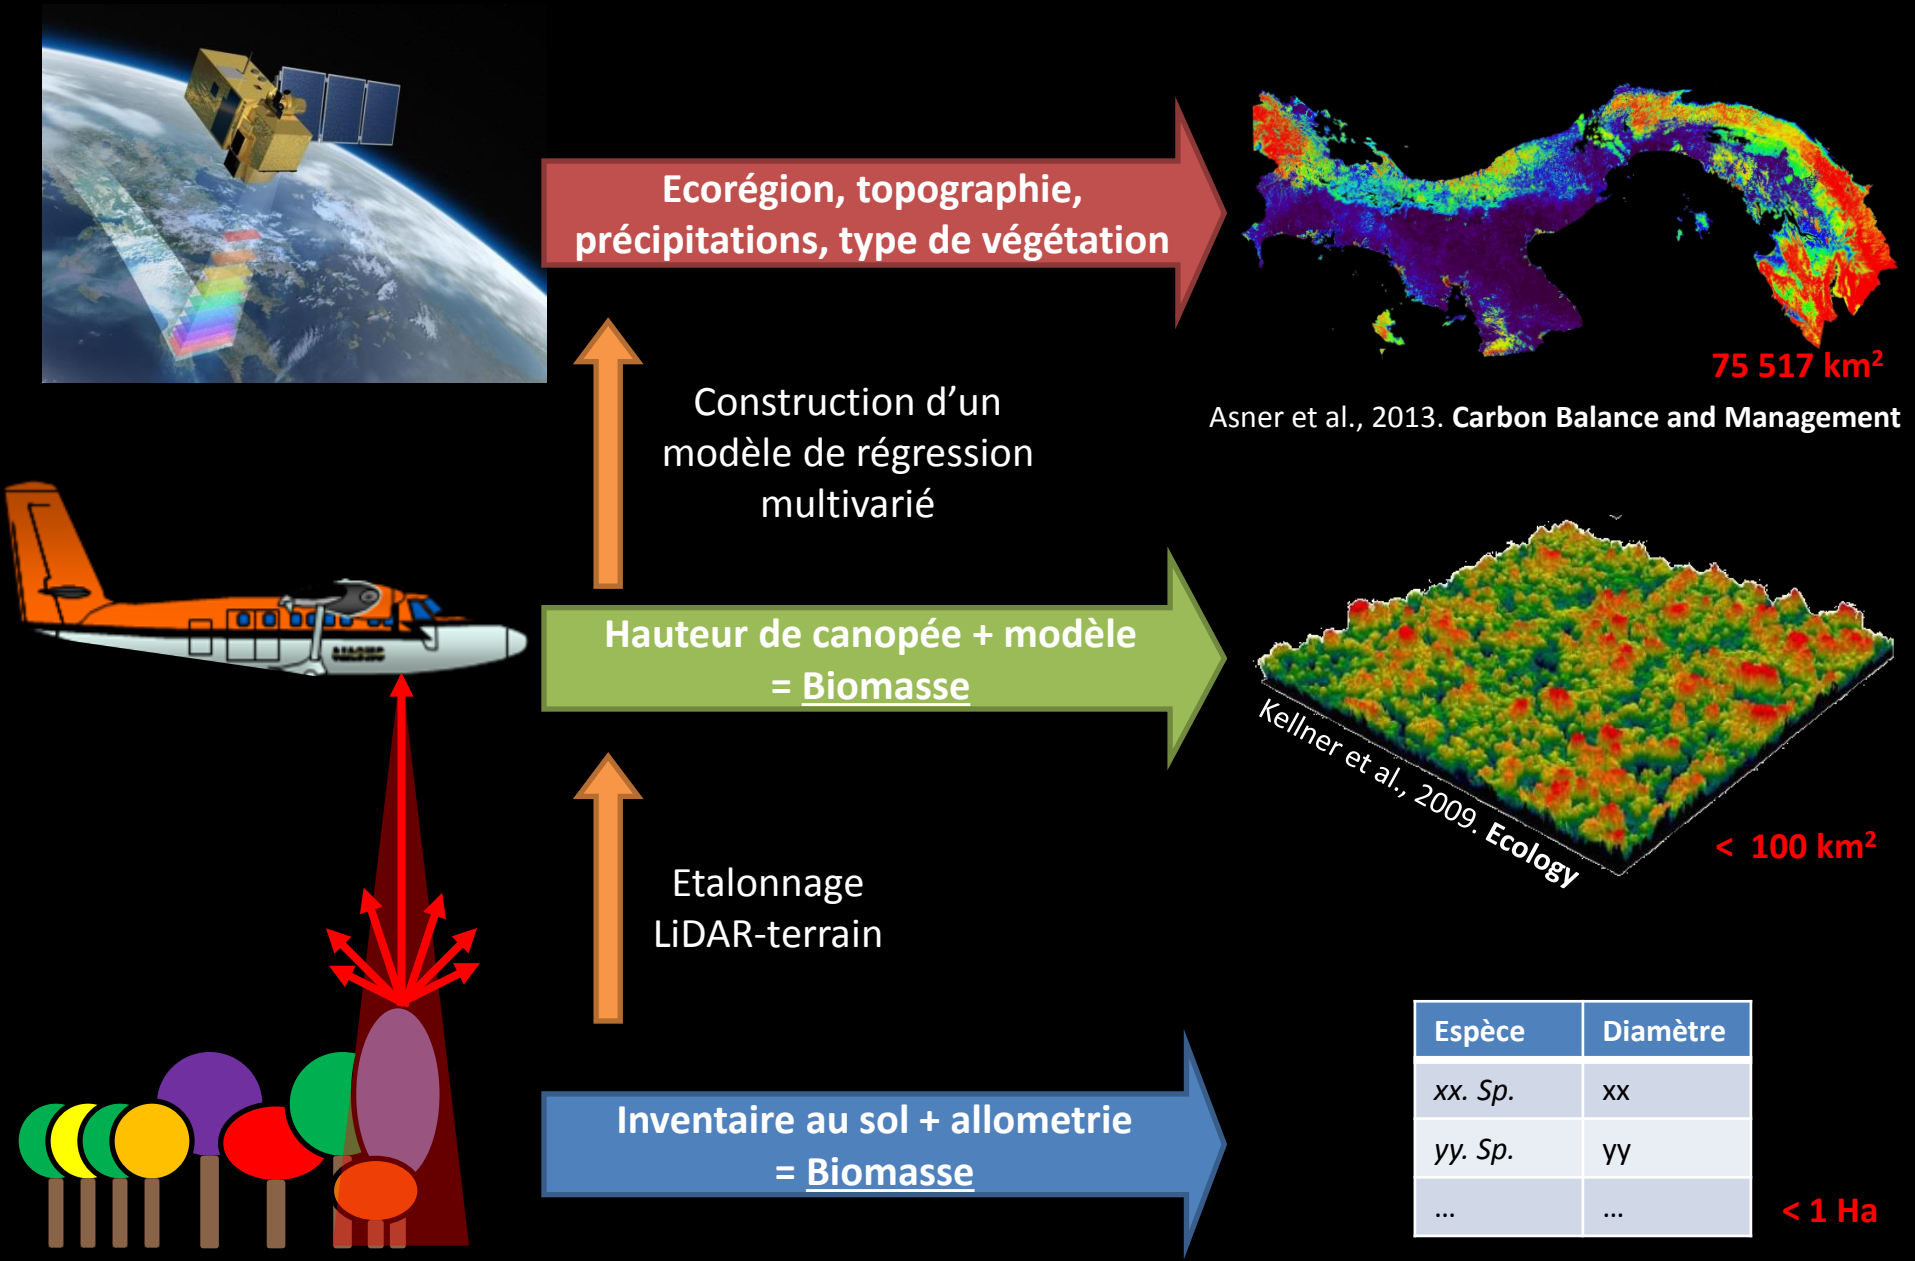 Ecorégion, topographie,
précipitations, type de végétation
75 517 km²
Asner et al., 2013. Carbon Balance and Management
Construction d’un
modèle de régression
multivarié
Hauteur de canopée + modèle
= Biomasse
Kellner et al., 2009. Ecology
< 100 km²
Etalonnage
LiDAR-terrain
Inventaire au sol + allometrie
= Biomasse
Espèce Diamètre
xx. Sp. xx
yy. Sp. yy
... ...
< 1 Ha